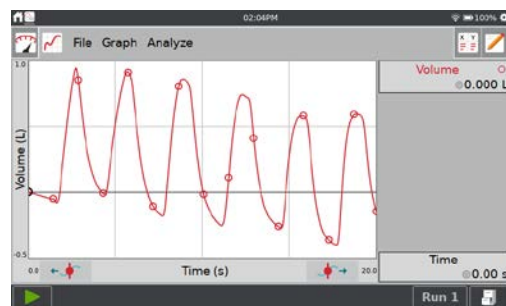 02:04PM
100%
File Graph Analyze
X Y
1.0
Volume (L)
-0.5
0.0
Time (s)
20.0
Volume
0.000 L
Time
0.00 s
Run 1